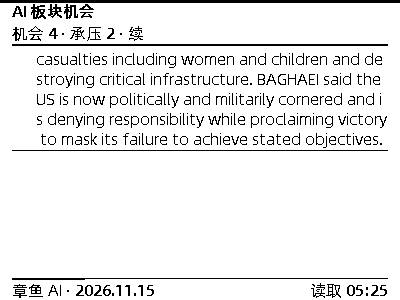 AI 板块机会
机会 4 · 承压 2 · 续
casualties including women and children and de
stroying critical infrastructure. BAGHAEI said the
US is now politically and militarily cornered and i
s denying responsibility while proclaiming victory
to mask its failure to achieve stated objectives.
章鱼 AI · 2026.11.15
读取 05:25